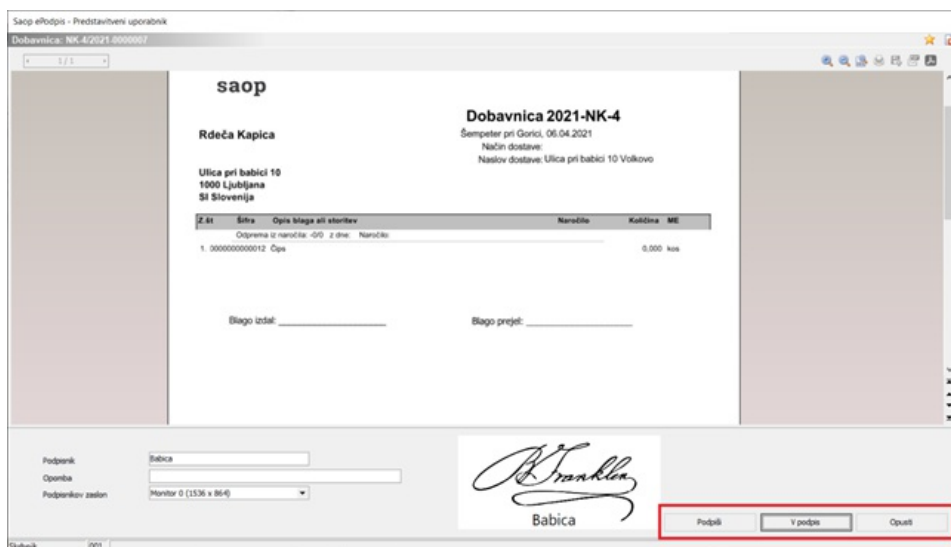 Saop ePodpis - Predstavitveni uporabnik
Dobavnica: NK-4/2021-0000007
1/1
saop
Dobavnica 2021-NK-4
Rdeča Kapica
Šempeter pri Gorici, 06.04.2021
Način dostave:
Naslov dostave: Ulica pri babici 10 Volkovo
Ulica pri babici 10
1000 Ljubljana
SI Slovenija
Z.št Šifra Opis blaga ali storitev Naročilo Količina ME
Odprema iz naročila: -0/0 z dne: Naročilo:
1. 0000000000012 Čips 0,000 kos
Blago izdal: Blago prejel:
Podpisnik Babica
Opomba
Podpisnikov zaslon Monitor 0 (1536 x 864)
B Franklin
Babica
Podpiši V podpis Opusti
Skrbnik 001